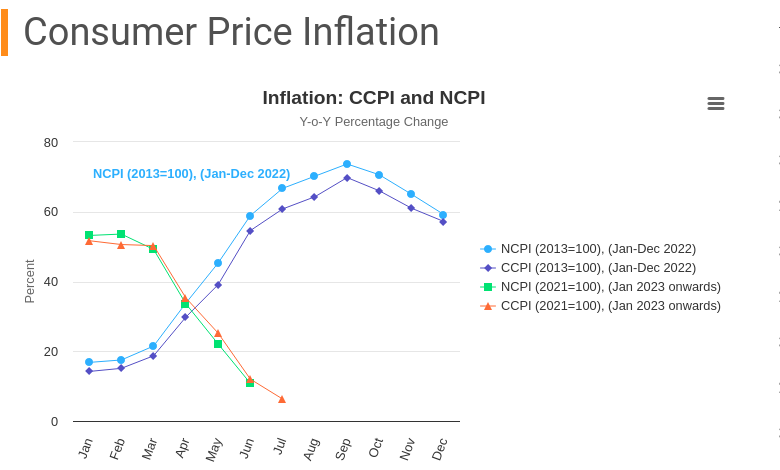 Consumer Price Inflation
Inflation: CCPI and NCPI
Y-o-Y Percentage Change
NCPI (2013=100), (Jan-Dec 2022)
Percent
80
60
40
20
0
Jan
Feb
Mar
Apr
May
Jun
Jul
Aug
Sep
Oct
Nov
Dec
NCPI (2013=100), (Jan-Dec 2022)
CCPI (2013=100), (Jan-Dec 2022)
NCPI (2021=100), (Jan 2023 onwards)
CCPI (2021=100), (Jan 2023 onwards)